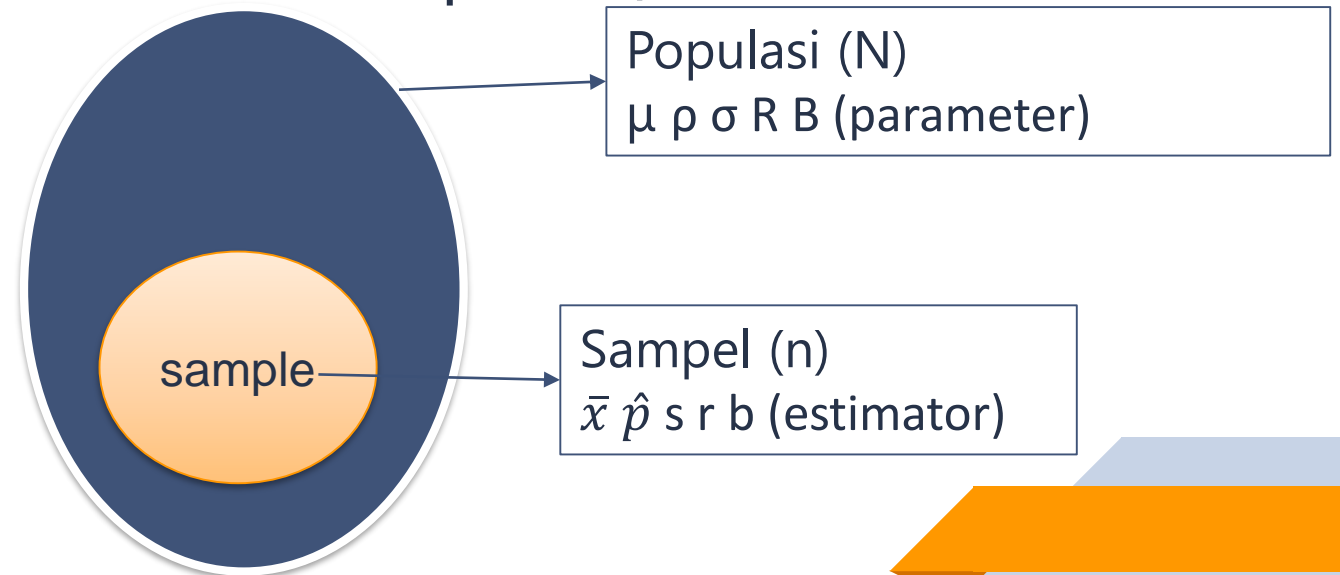 Populasi (N)
μ ρ σ R B (parameter)
sample
Sampel (n)
x̄ p̂ s r b (estimator)